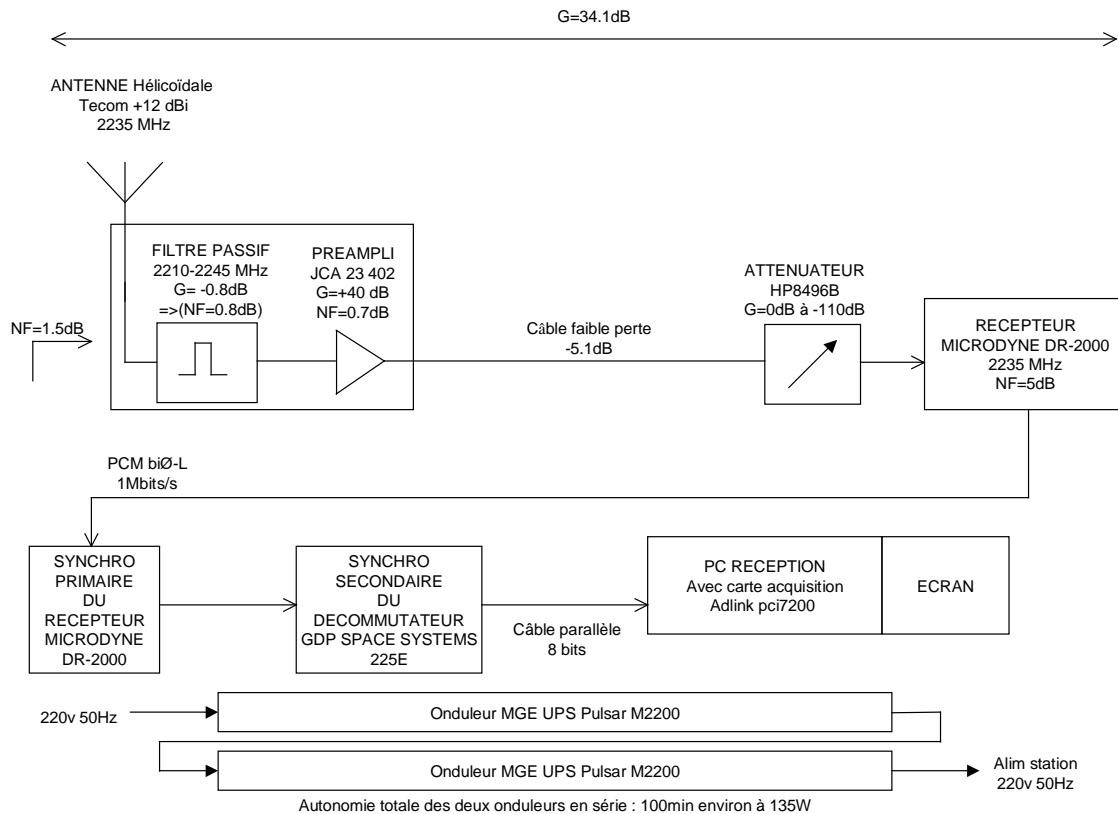 G=34.1dB
ANTENNE Hélicoïdale
Tecom +12 dBi
2235 MHz
NF=1.5dB
FILTRE PASSIF
2210-2245 MHz
G= -0.8dB
=>(NF=0.8dB)
PREAMPLI
JCA 23 402
G=+40 dB
NF=0.7dB
Câble faible perte
-5.1dB
ATTENUATEUR
HP8496B
G=0dB à -110dB
RECEPTEUR
MICRODYNE DR-2000
2235 MHz
NF=5dB
PCM biØ-L
1Mbits/s
SYNCHRO
PRIMAIRE
DU
RECEPTEUR
MICRODYNE
DR-2000
SYNCHRO
SECONDAIRE
DU
DECOMMUTATEUR
GDP SPACE SYSTEMS
225E
Câble parallèle
8 bits
PC RECEPTION
Avec carte acquisition
Adlink pci7200
ECRAN
220v 50Hz
Onduleur MGE UPS Pulsar M2200
Onduleur MGE UPS Pulsar M2200
Alim station
220v 50Hz
Autonomie totale des deux onduleurs en série : 100min environ à 135W